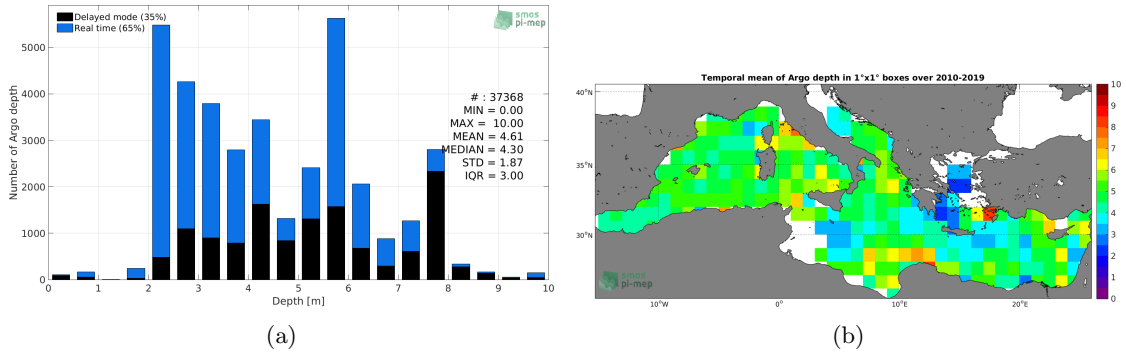 Delayed mode (35%)
Real time (65%)
smos
pi-mep
5000
4000
3000
2000
1000
0
Number of Argo depth
# : 37368
MIN = 0.00
MAX = 10.00
MEAN = 4.61
MEDIAN = 4.30
STD = 1.87
IQR = 3.00
0 1 2 3 4 5 6 7 8 9 10
Depth [m]
(a)
Temporal mean of Argo depth in 1°x1° boxes over 2010-2019
40°N
35°N
30°N
10°W 0° 10°E 20°E
smos
pi-mep
10
9
8
7
6
5
4
3
2
1
0
(b)